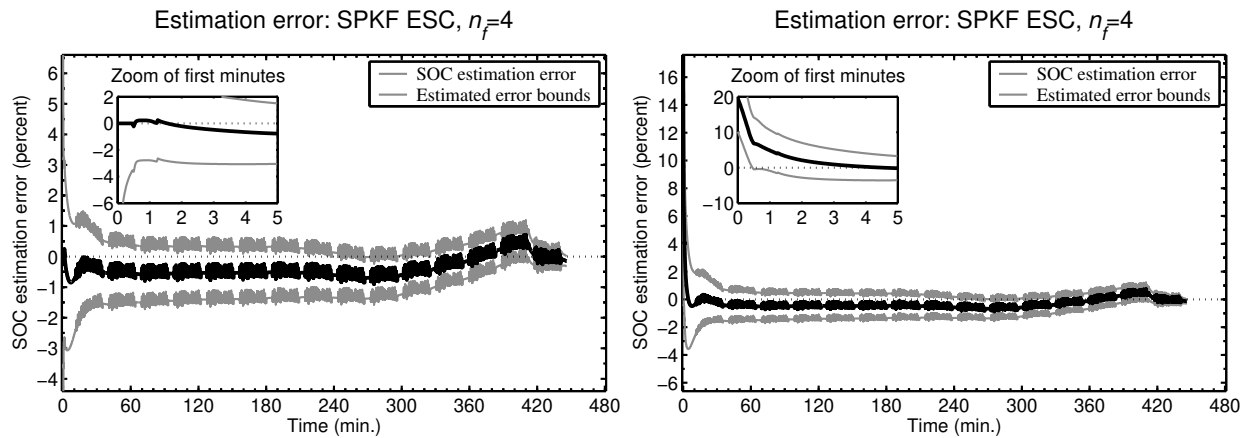 Estimation error: SPKF ESC, n_f=4
SOC estimation error (percent)
6
5
4
3
2
1
0
−1
−2
−3
−4
Zoom of first minutes
2
0
−2
−4
−6
0 1 2 3 4 5
SOC estimation error
Estimated error bounds
0 60 120 180 240 300 360 420 480
Time (min.)
Estimation error: SPKF ESC, n_f=4
SOC estimation error (percent)
16
14
12
10
8
6
4
2
0
−2
−4
−6
Zoom of first minutes
20
10
0
−10
0 1 2 3 4 5
SOC estimation error
Estimated error bounds
0 60 120 180 240 300 360 420 480
Time (min.)